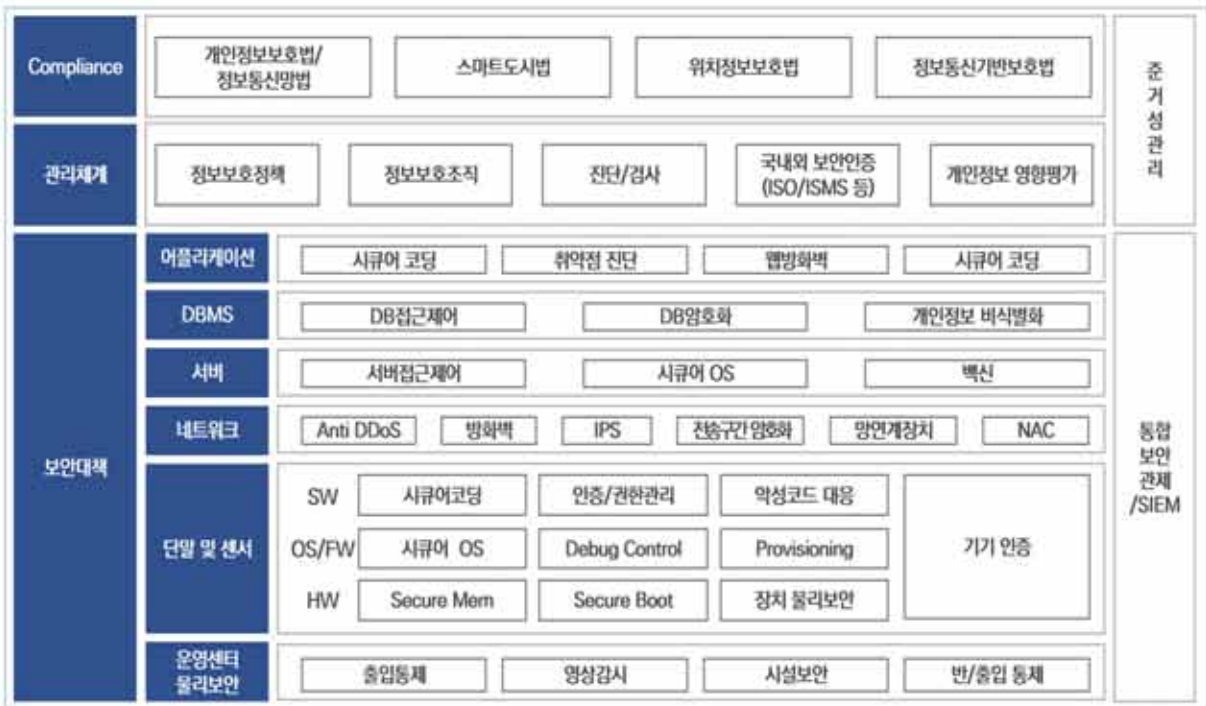 Compliance
개인정보보호법/
정보통신망법
스마트도시법
위치정보보호법
정보통신기반보호법
준
거
성
관
리
관리체계
정보보호정책
정보보호조직
진단/검사
국내외 보안인증
(ISO/ISMS 등)
개인정보 영향평가
보안대책
어플리케이션
시큐어 코딩
취약점 진단
웹방화벽
시큐어 코딩
DBMS
DB접근제어
DB암호화
개인정보 비식별화
서버
서버접근제어
시큐어 OS
백신
네트워크
Anti DDoS
방화벽
IPS
전송구간 암호화
망연계장치
NAC
단말 및 센서
SW
시큐어코딩
인증/권한관리
악성코드 대응
OS/FW
시큐어 OS
Debug Control
Provisioning
HW
Secure Mem
Secure Boot
장치 물리보안
기기 인증
운영센터
물리보안
출입통제
영상감시
시설보안
반/출입 통제
통합
보안
관제
/SIEM